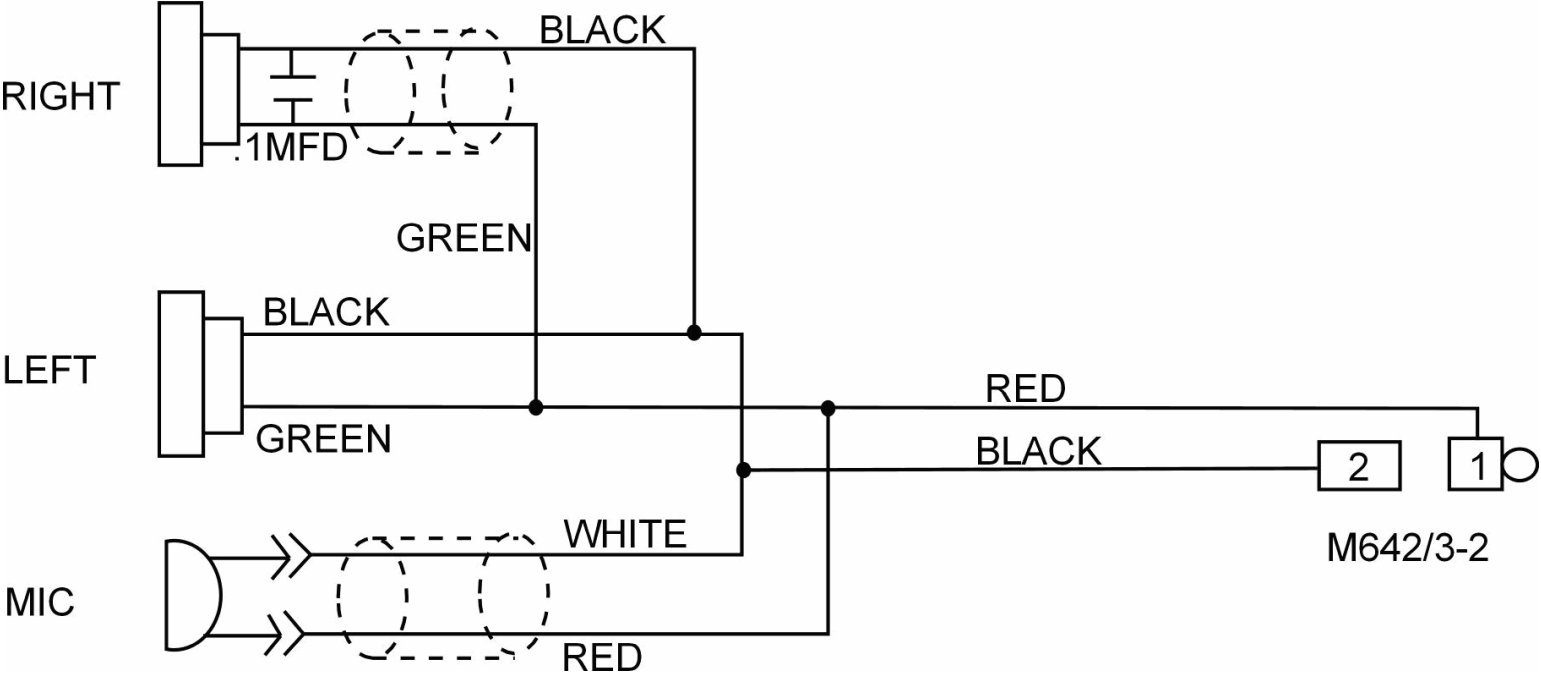 BLACK
RIGHT
.1MFD
GREEN
BLACK
LEFT
RED
GREEN
BLACK
2
1
WHITE
M642/3-2
MIC
RED